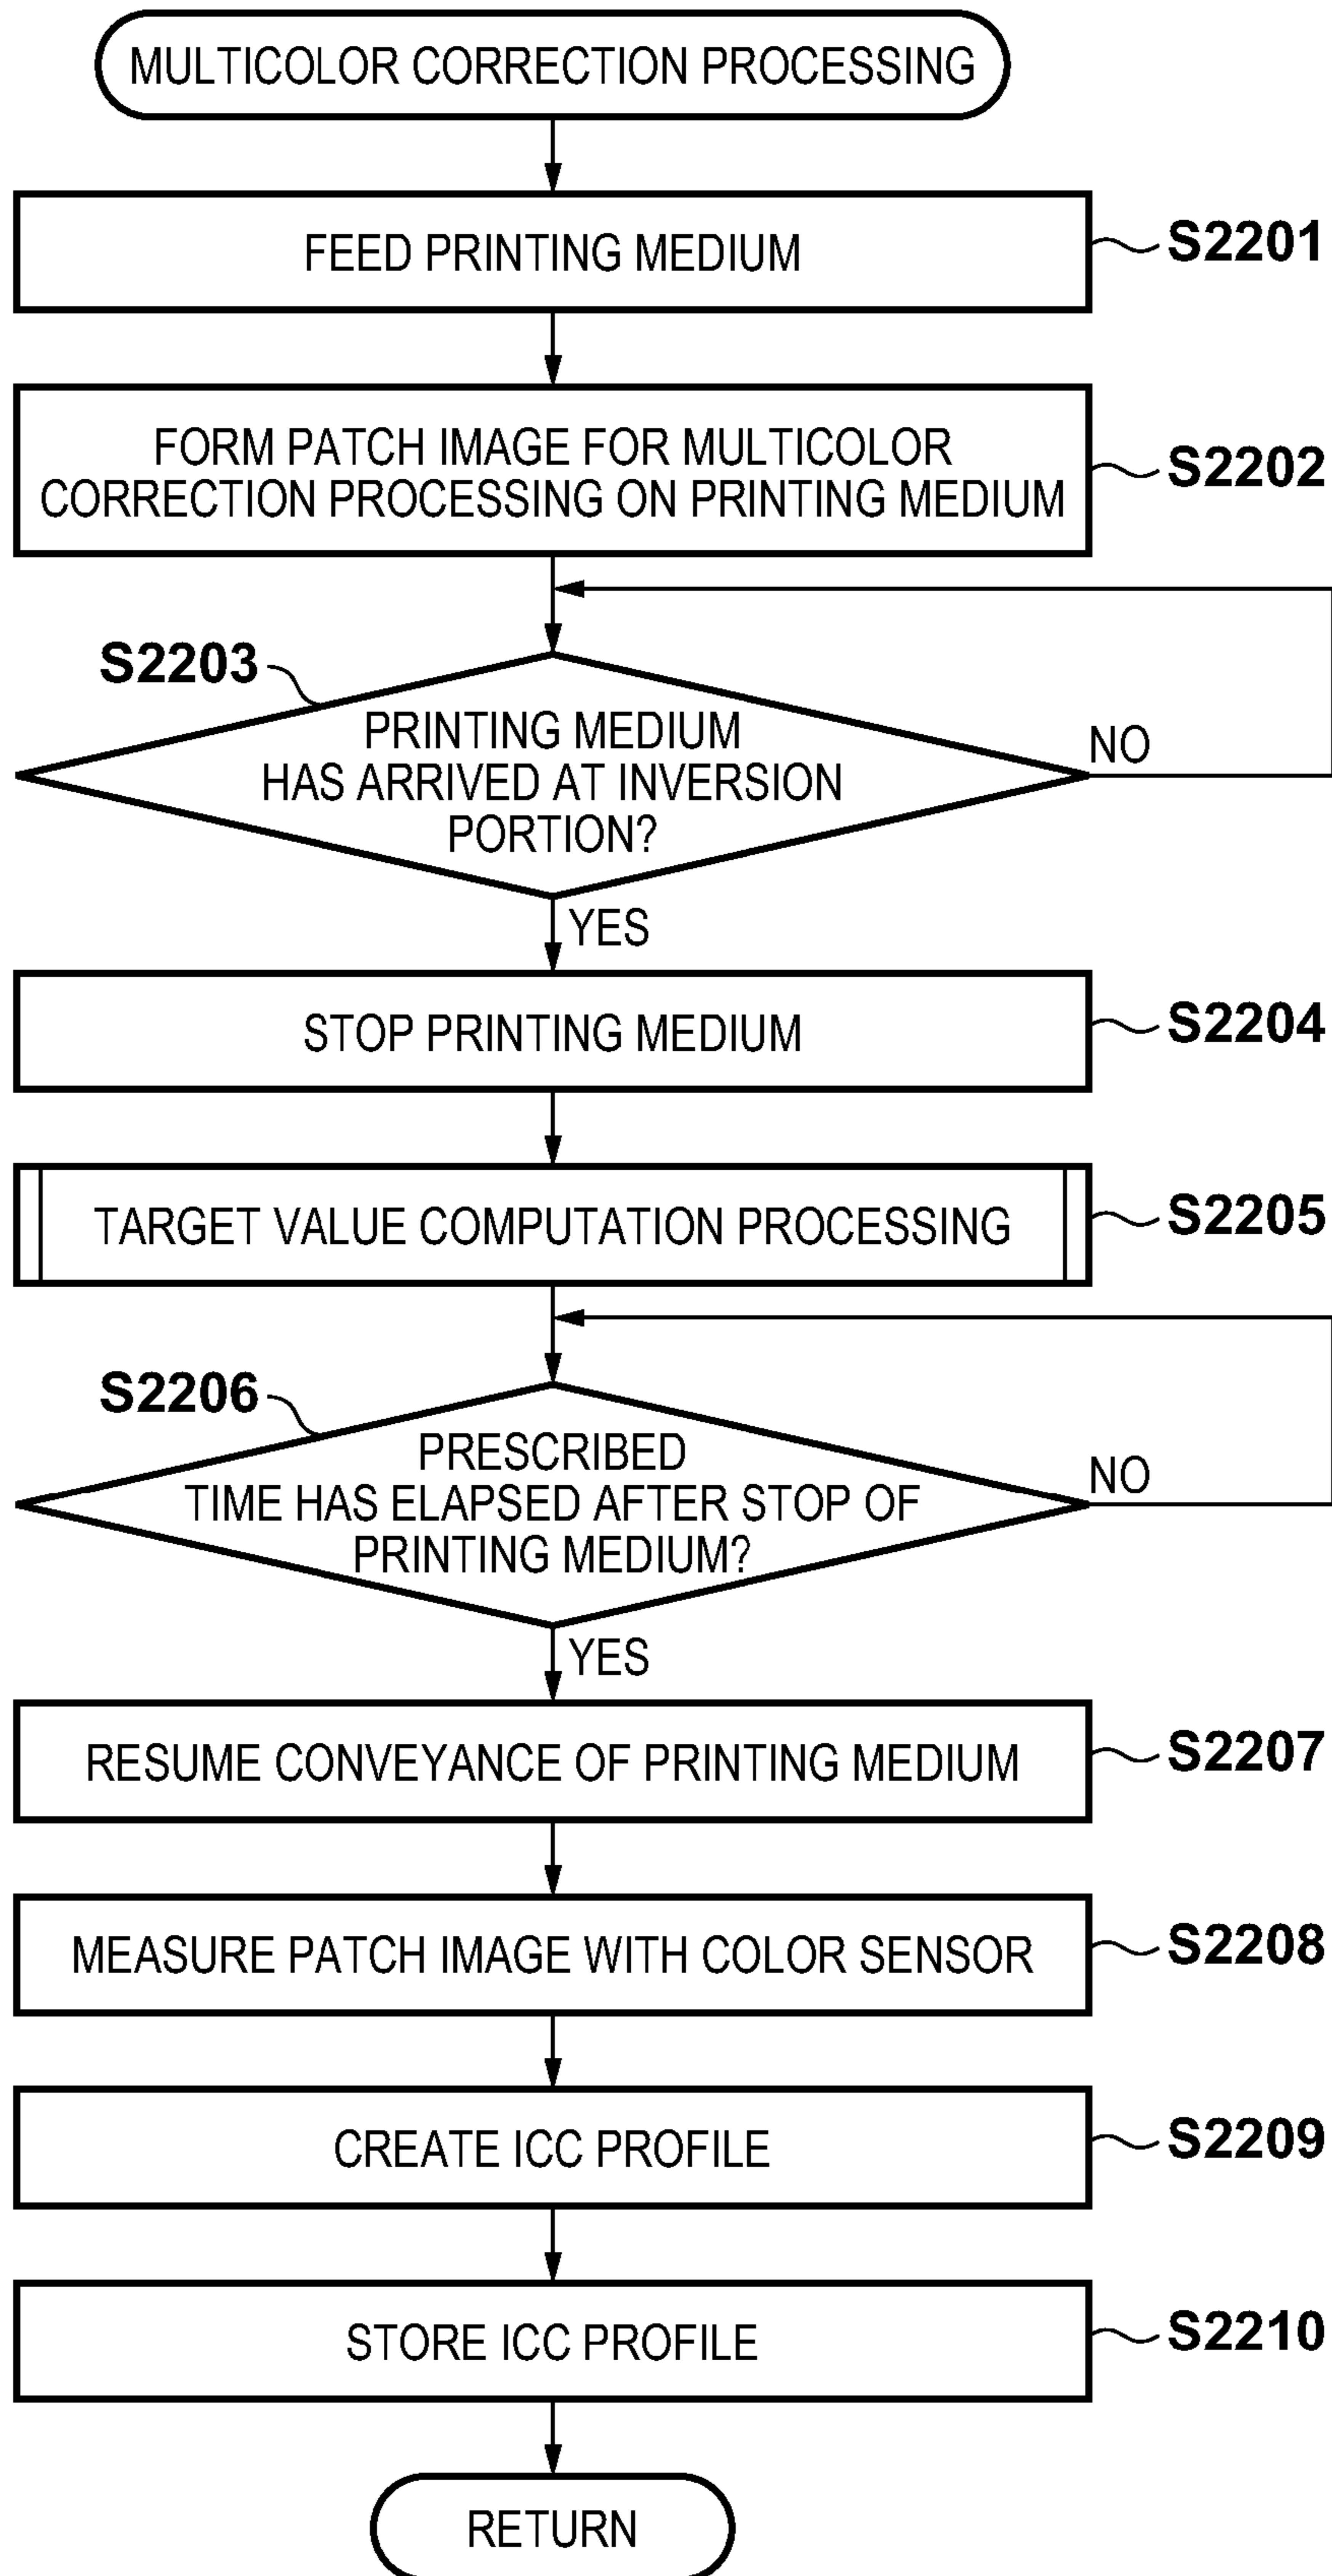 MULTICOLOR CORRECTION PROCESSING
FEED PRINTING MEDIUM
S2201
FORM PATCH IMAGE FOR MULTICOLOR
CORRECTION PROCESSING ON PRINTING MEDIUM
S2202
S2203
PRINTING MEDIUM
HAS ARRIVED AT INVERSION
PORTION?
NO
YES
STOP PRINTING MEDIUM
S2204
TARGET VALUE COMPUTATION PROCESSING
S2205
S2206
PRESCRIBED
TIME HAS ELAPSED AFTER STOP OF
PRINTING MEDIUM?
NO
YES
RESUME CONVEYANCE OF PRINTING MEDIUM
S2207
MEASURE PATCH IMAGE WITH COLOR SENSOR
S2208
CREATE ICC PROFILE
S2209
STORE ICC PROFILE
S2210
RETURN